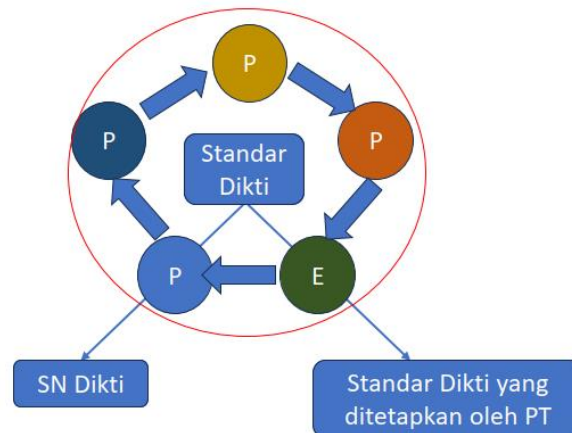 P
P
P
Standar
Dikti
P
E
SN Dikti
Standar Dikti yang
ditetapkan oleh PT